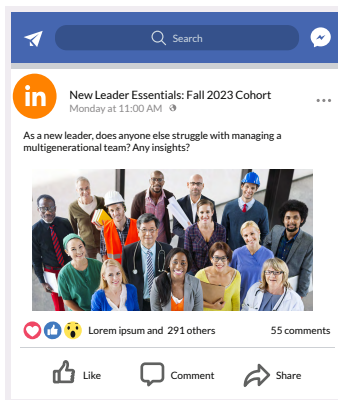 Search
in
New Leader Essentials: Fall 2023 Cohort
Monday at 11:00 AM
As a new leader, does anyone else struggle with managing a
multigenerational team? Any insights?
Lorem ipsum and 291 others
55 comments
Like
Comment
Share